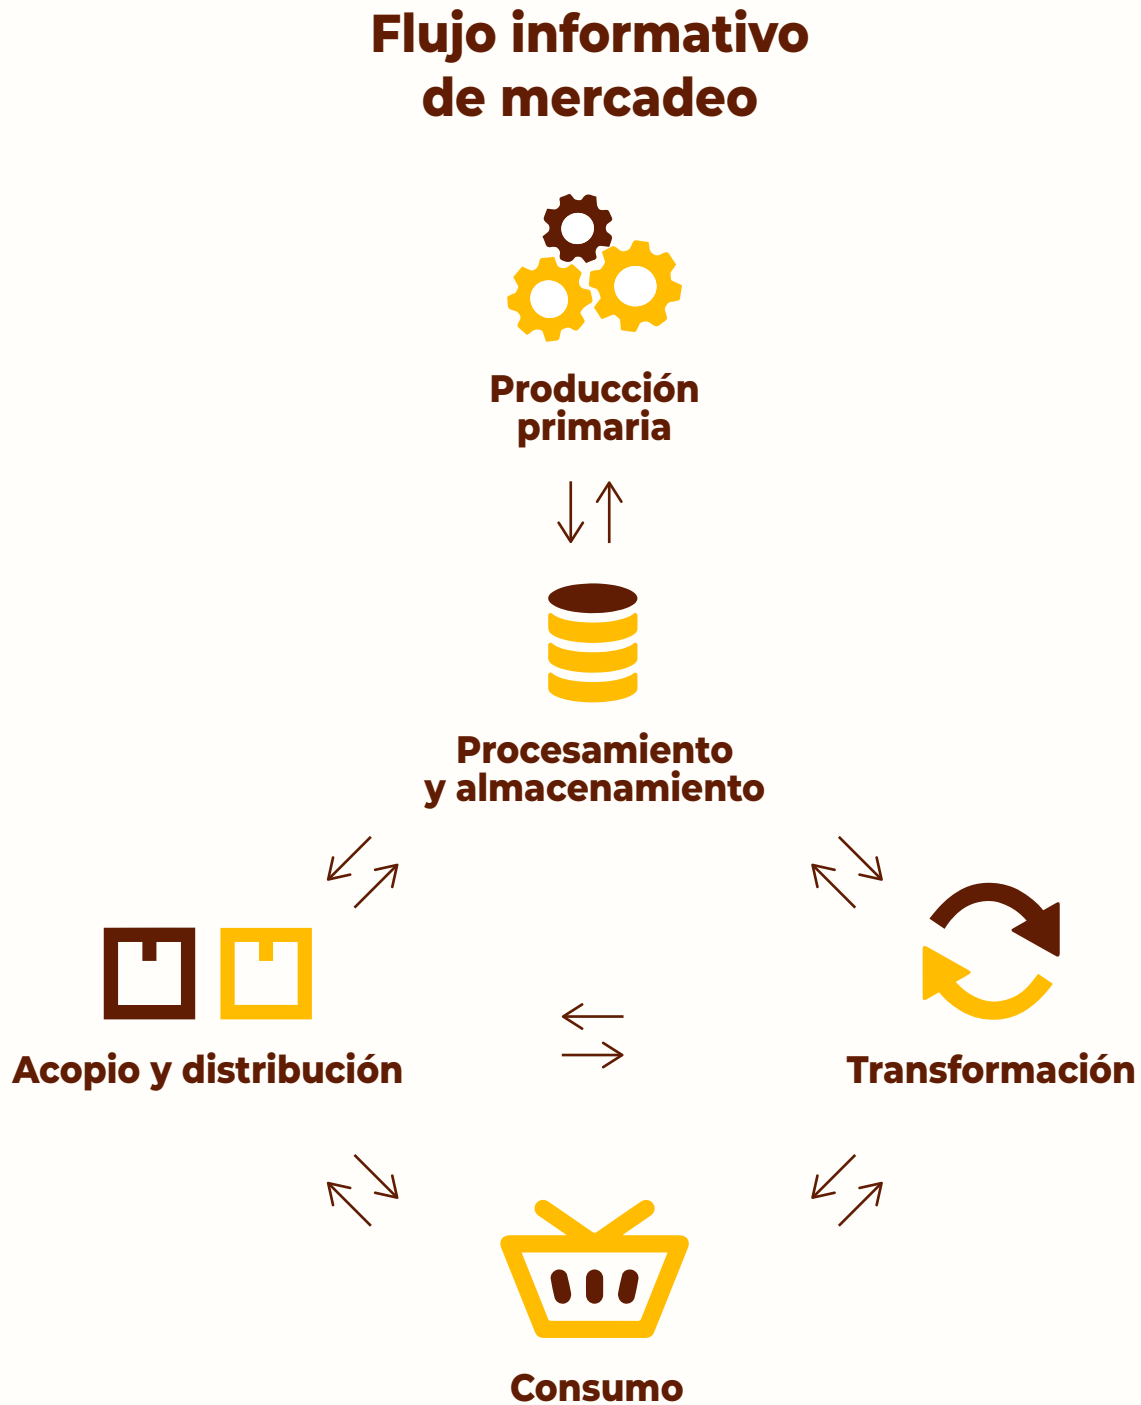 Flujo informativo
de mercadeo
Producción
primaria
Procesamiento
y almacenamiento
Acopio y distribución
Transformación
Consumo